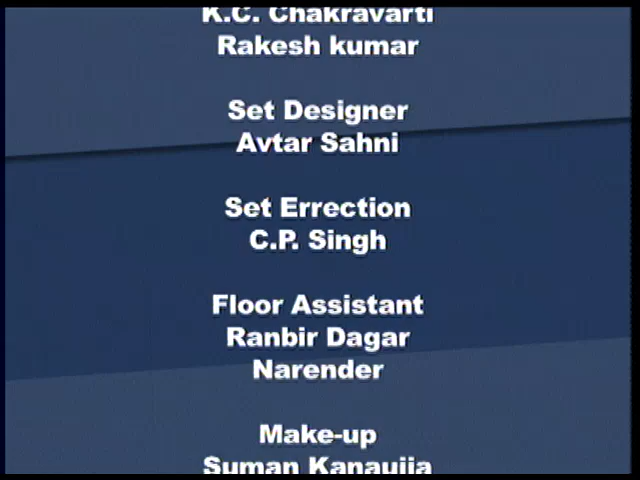 K.C. Chakravarti
Rakesh kumar
Set Designer
Avtar Sahni
Set Errection
C.P. Singh
Floor Assistant
Ranbir Dagar
Narender
Make-up
Suman Kanaujia